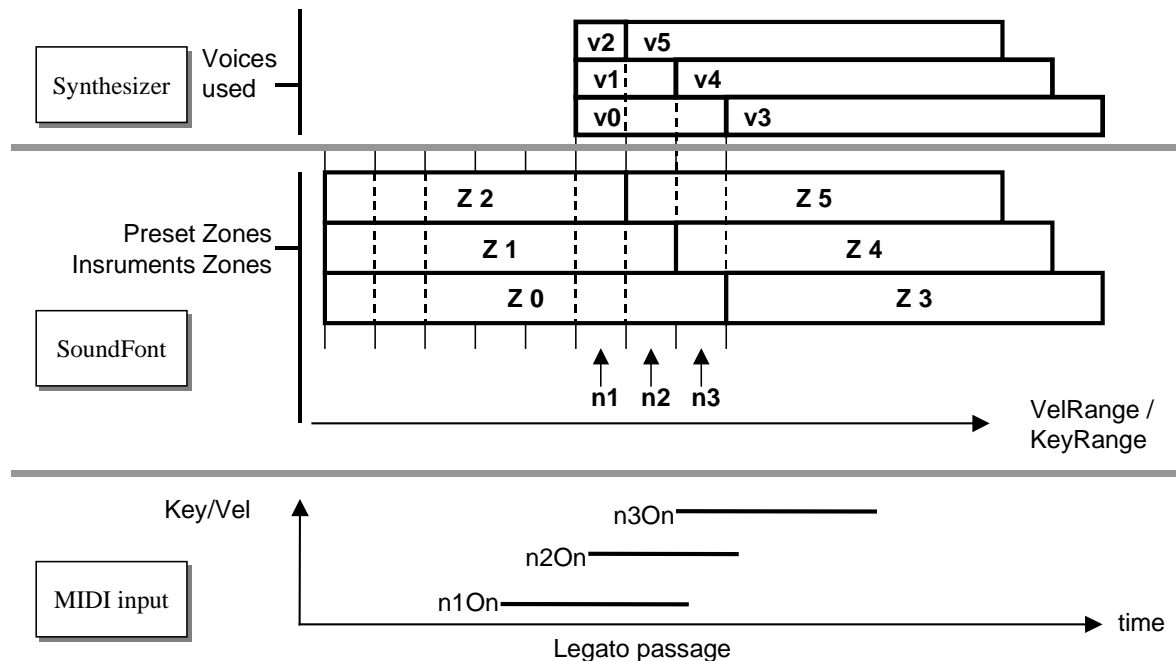 Synthesizer
Voices
used
v2 v5
v1 v4
v0 v3
Preset Zones
Insruments Zones
Z 2 Z 5
Z 1 Z 4
Z 0 Z 3
SoundFont
n1 n2 n3
VelRange /
KeyRange
Key/Vel
n3On
n2On
n1On
MIDI input
time
Legato passage